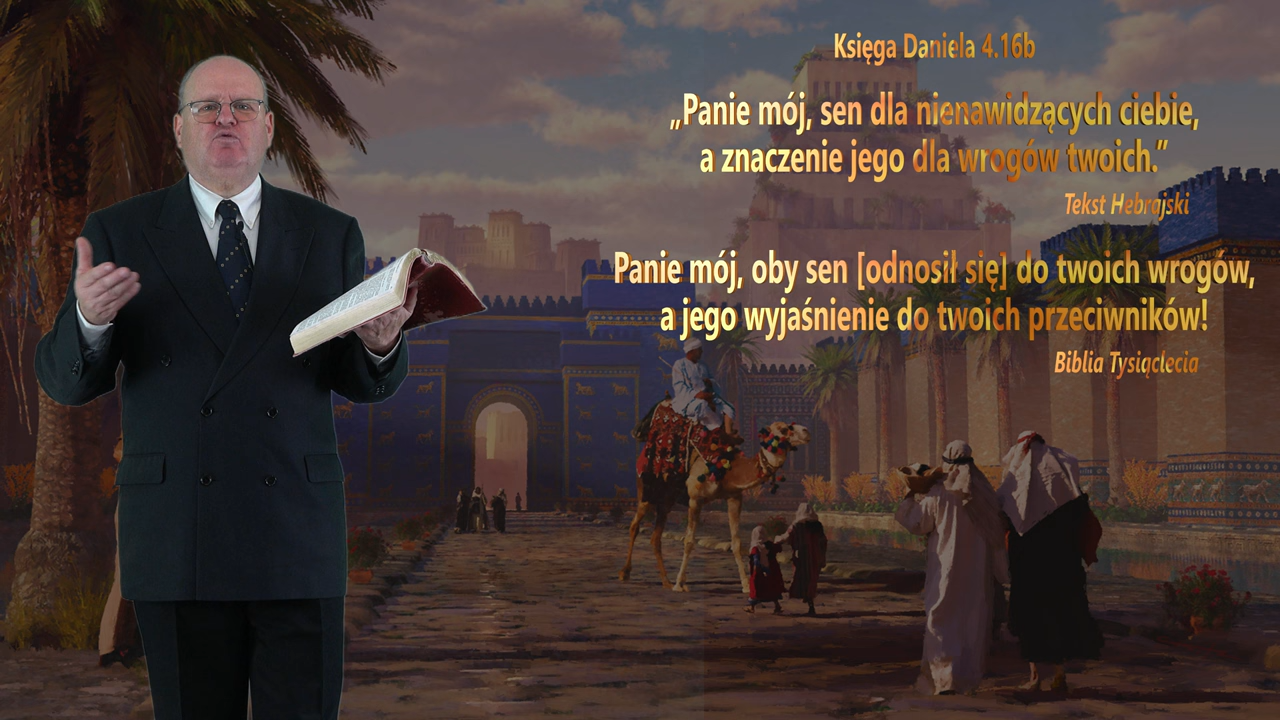 Księga Daniela 4.16b
„Panie mój, sen dla nienawidzących ciebie,
a znaczenie jego dla wrogów twoich.”
Tekst Hebrajski
Panie mój, oby sen [odnosił się] do twoich wrogów,
a jego wyjaśnienie do twoich przeciwników!
Biblia Tysiąclecia